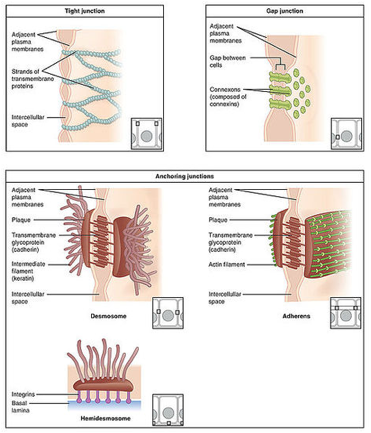 Tight junction
Adjacent
plasma
membranes
Strands of
transmembrane
proteins
Intercellular
space
Gap junction
Adjacent
plasma
membranes
Gap between
cells
Connexons
(composed of
connexins)
Anchoring junctions
Adjacent
plasma
membranes
Plaque
Transmembrane
glycoprotein
(cadherin)
Intermediate
filament
(keratin)
Intercellular
space
Desmosome
Adjacent
plasma
membranes
Plaque
Transmembrane
glycoprotein
(cadherin)
Actin filament
Intercellular
space
Adherens
Integrins
Basal
lamina
Hemidesmosome